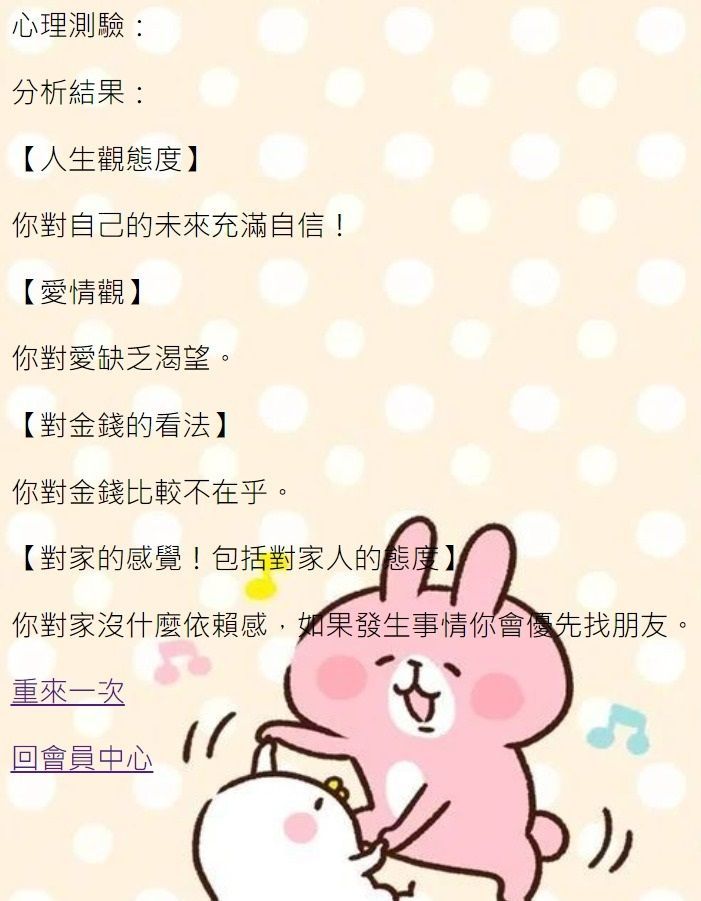 心理測驗：
分析結果：
【人生觀態度】
你對自己的未來充滿自信！
【愛情觀】
你對愛缺乏渴望。
【對金錢的看法】
你對金錢比較不在乎。
【對家的感覺！包括對家人的態度】
你對家沒什麼依賴感，如果發生事情你會優先找朋友。
重來一次
回會員中心